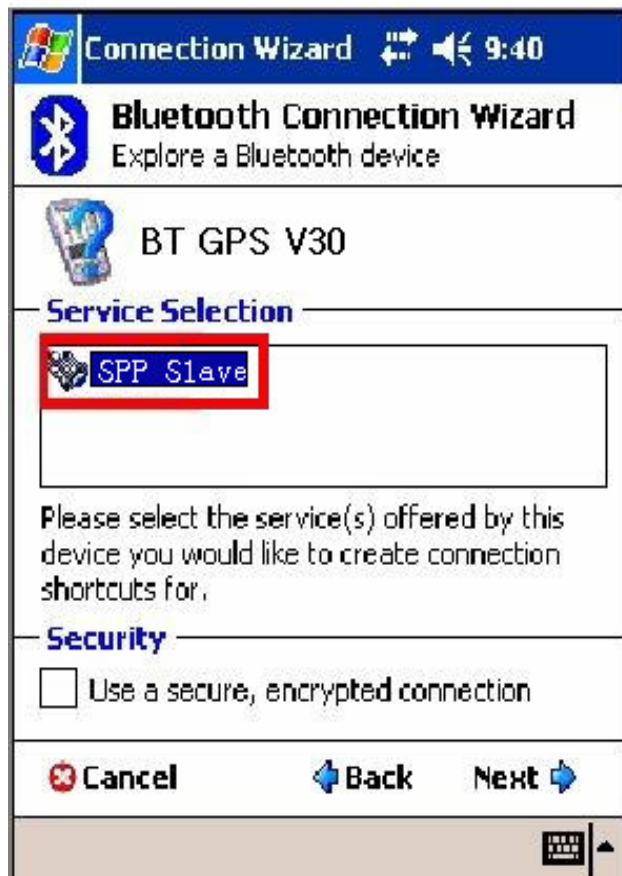 Connection Wizard 9:40
Bluetooth Connection Wizard
Explore a Bluetooth device
BT GPS V30
Service Selection
SPP Slave
Please select the service(s) offered by this
device you would like to create connection
shortcuts for.
Security
Use a secure, encrypted connection
Cancel Back Next